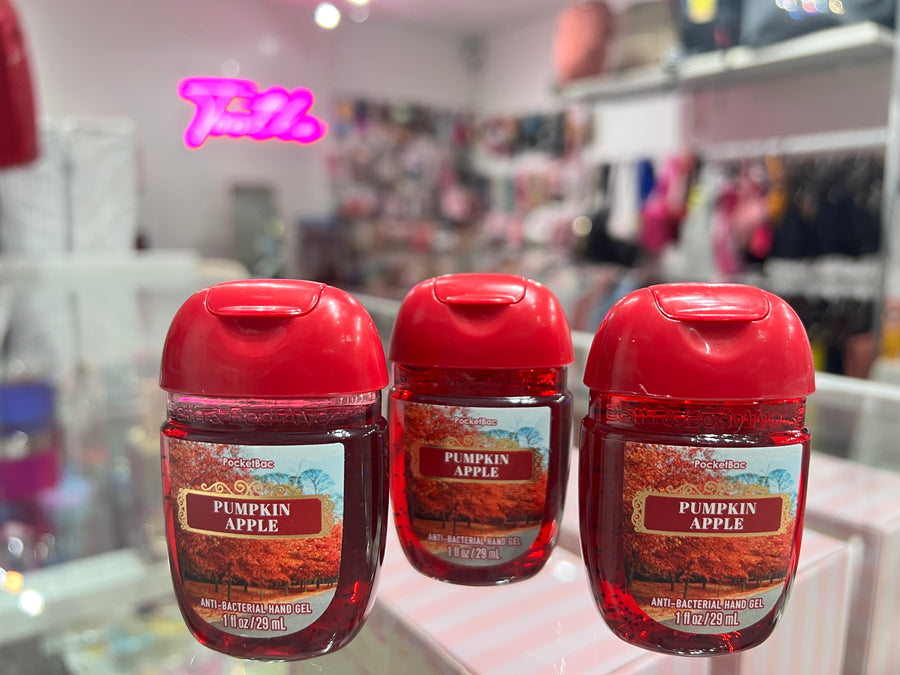 PocketBac
PUMPKIN
APPLE
ANTI-BACTERIAL HAND GEL
1 fl oz / 29 mL
PocketBac
PUMPKIN
APPLE
ANTI-BACTERIAL HAND GEL
1 fl oz / 29 mL
PocketBac
PUMPKIN
APPLE
ANTI-BACTERIAL HAND GEL
1 fl oz / 29 mL